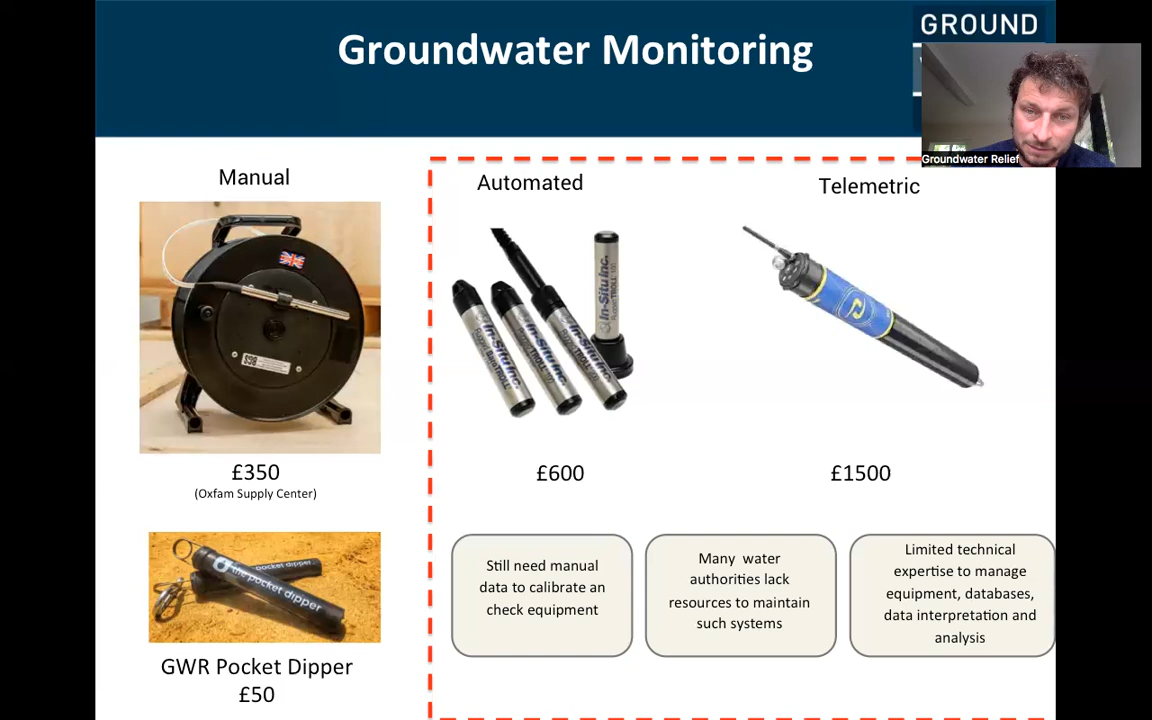 Groundwater Monitoring
GROUND
Groundwater Relief
Manual
Automated
Telemetric
In-Situ Inc.
In-Situ Inc.
In-Situ Inc.
In-Situ Inc.
£350
(Oxfam Supply Center)
£600
£1500
the pocket dipper.
pocket dipper.
GWR Pocket Dipper
£50
Still need manual
data to calibrate an
check equipment
Many water
authorities lack
resources to maintain
such systems
Limited technical
expertise to manage
equipment, databases,
data interpretation and
analysis